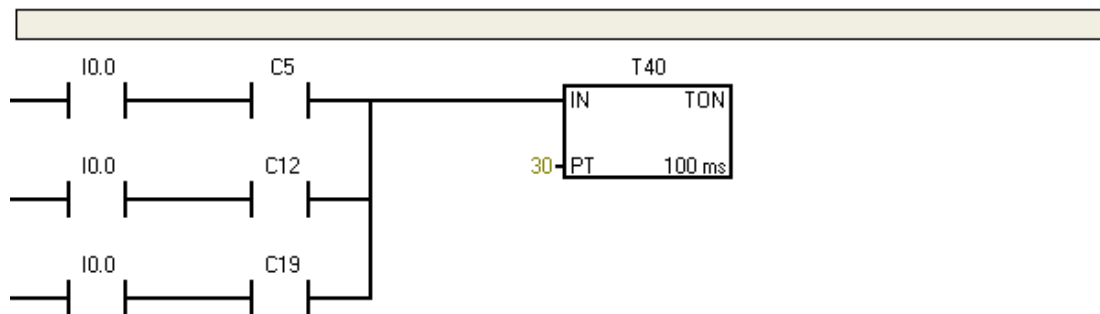 I0.0 C5 T40
IN TON
I0.0 C12 30 PT 100 ms
I0.0 C19